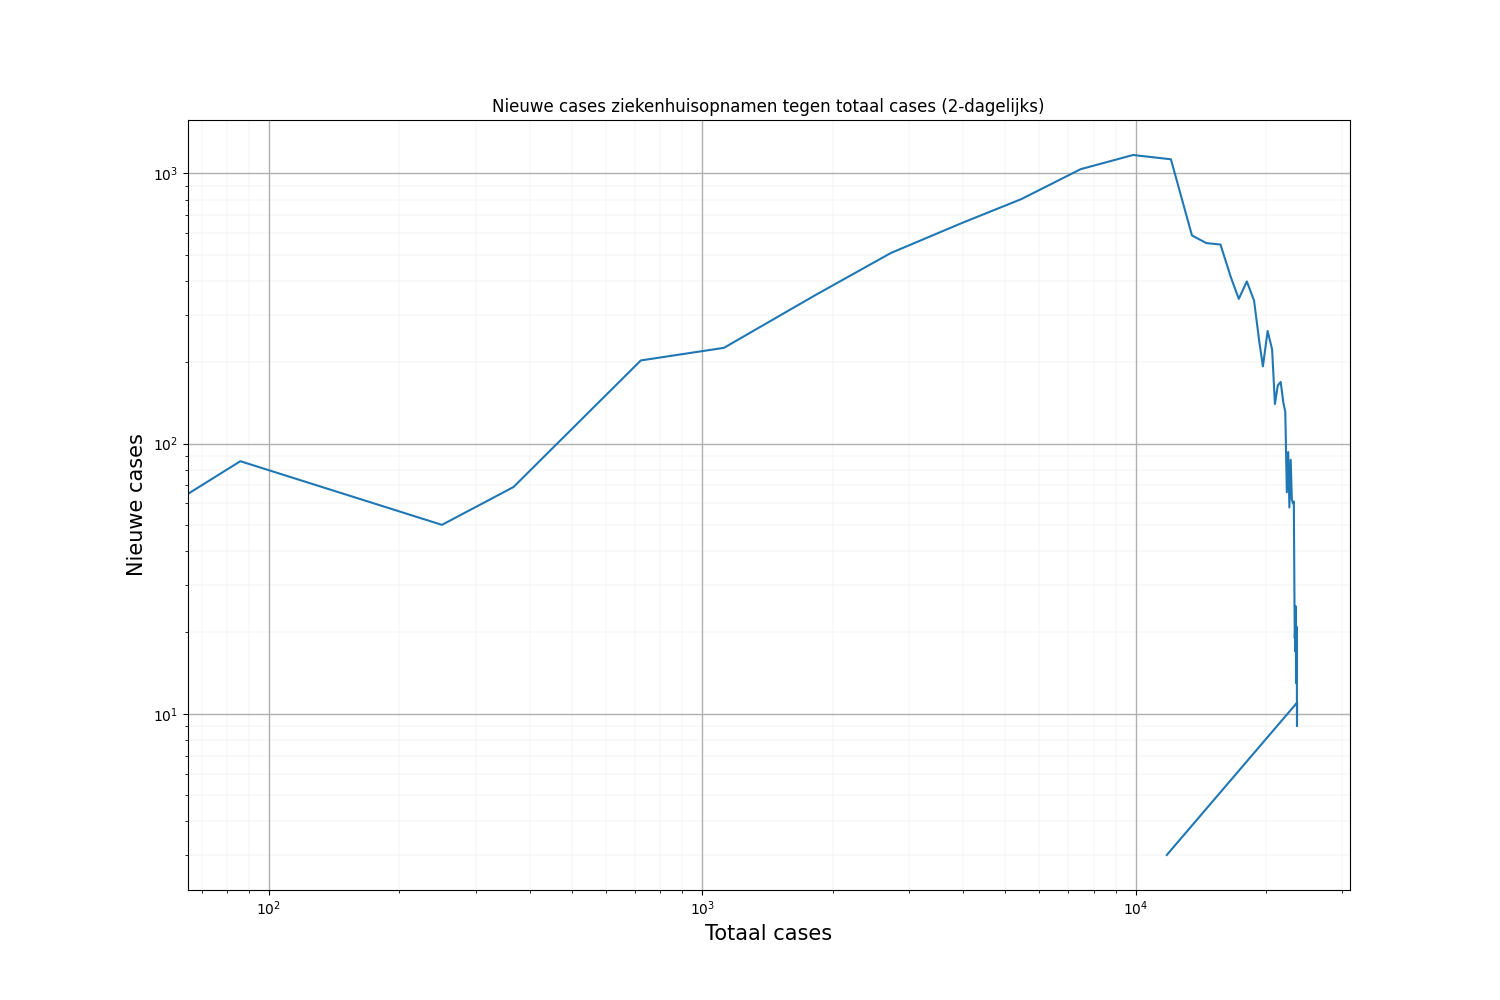 Nieuwe cases ziekenhuisopnamen tegen totaal cases (2-dagelijks)
10³
10²
10¹
Nieuwe cases
10² 10³ 10⁴
Totaal cases